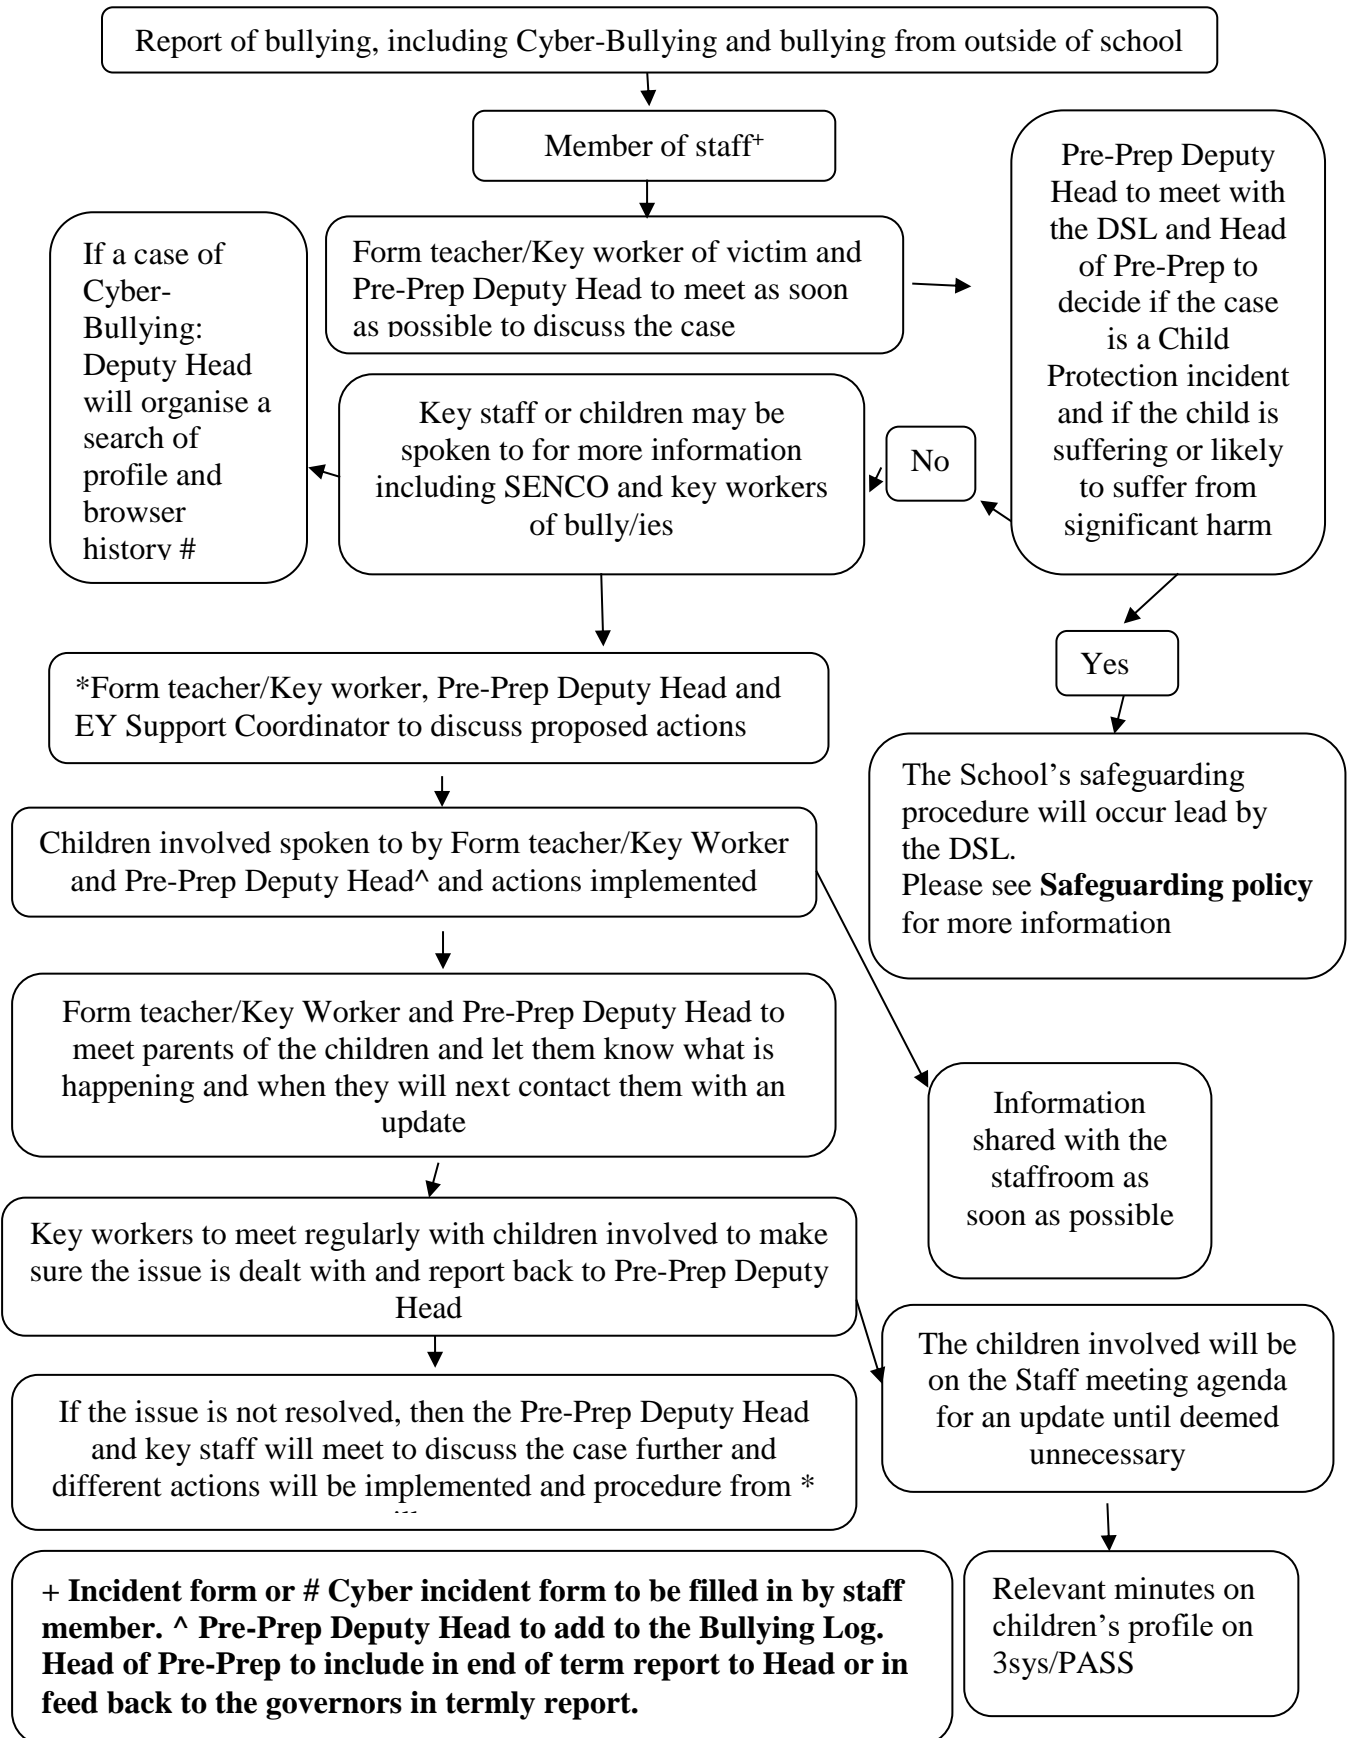 Report of bullying, including Cyber-Bullying and bullying from outside of school
Member of staff+
Form teacher/Key worker of victim and
Pre-Prep Deputy Head to meet as soon
as possible to discuss the case
Pre-Prep Deputy
Head to meet with
the DSL and Head
of Pre-Prep to
decide if the case
is a Child
Protection incident
and if the child is
suffering or likely
to suffer from
significant harm
If a case of
Cyber-
Bullying:
Deputy Head
will organise a
search of
profile and
browser
history #
Key staff or children may be
spoken to for more information
including SENCO and key workers
of bully/ies
No
Yes
*Form teacher/Key worker, Pre-Prep Deputy Head and
EY Support Coordinator to discuss proposed actions
The School’s safeguarding
procedure will occur lead by
the DSL.
Please see Safeguarding policy
for more information
Children involved spoken to by Form teacher/Key Worker
and Pre-Prep Deputy Head^ and actions implemented
Form teacher/Key Worker and Pre-Prep Deputy Head to
meet parents of the children and let them know what is
happening and when they will next contact them with an
update
Information
shared with the
staffroom as
soon as possible
Key workers to meet regularly with children involved to make
sure the issue is dealt with and report back to Pre-Prep Deputy
Head
The children involved will be
on the Staff meeting agenda
for an update until deemed
unnecessary
If the issue is not resolved, then the Pre-Prep Deputy Head
and key staff will meet to discuss the case further and
different actions will be implemented and procedure from *
Relevant minutes on
children’s profile on
3sys/PASS
+ Incident form or # Cyber incident form to be filled in by staff
member. ^ Pre-Prep Deputy Head to add to the Bullying Log.
Head of Pre-Prep to include in end of term report to Head or in
feed back to the governors in termly report.